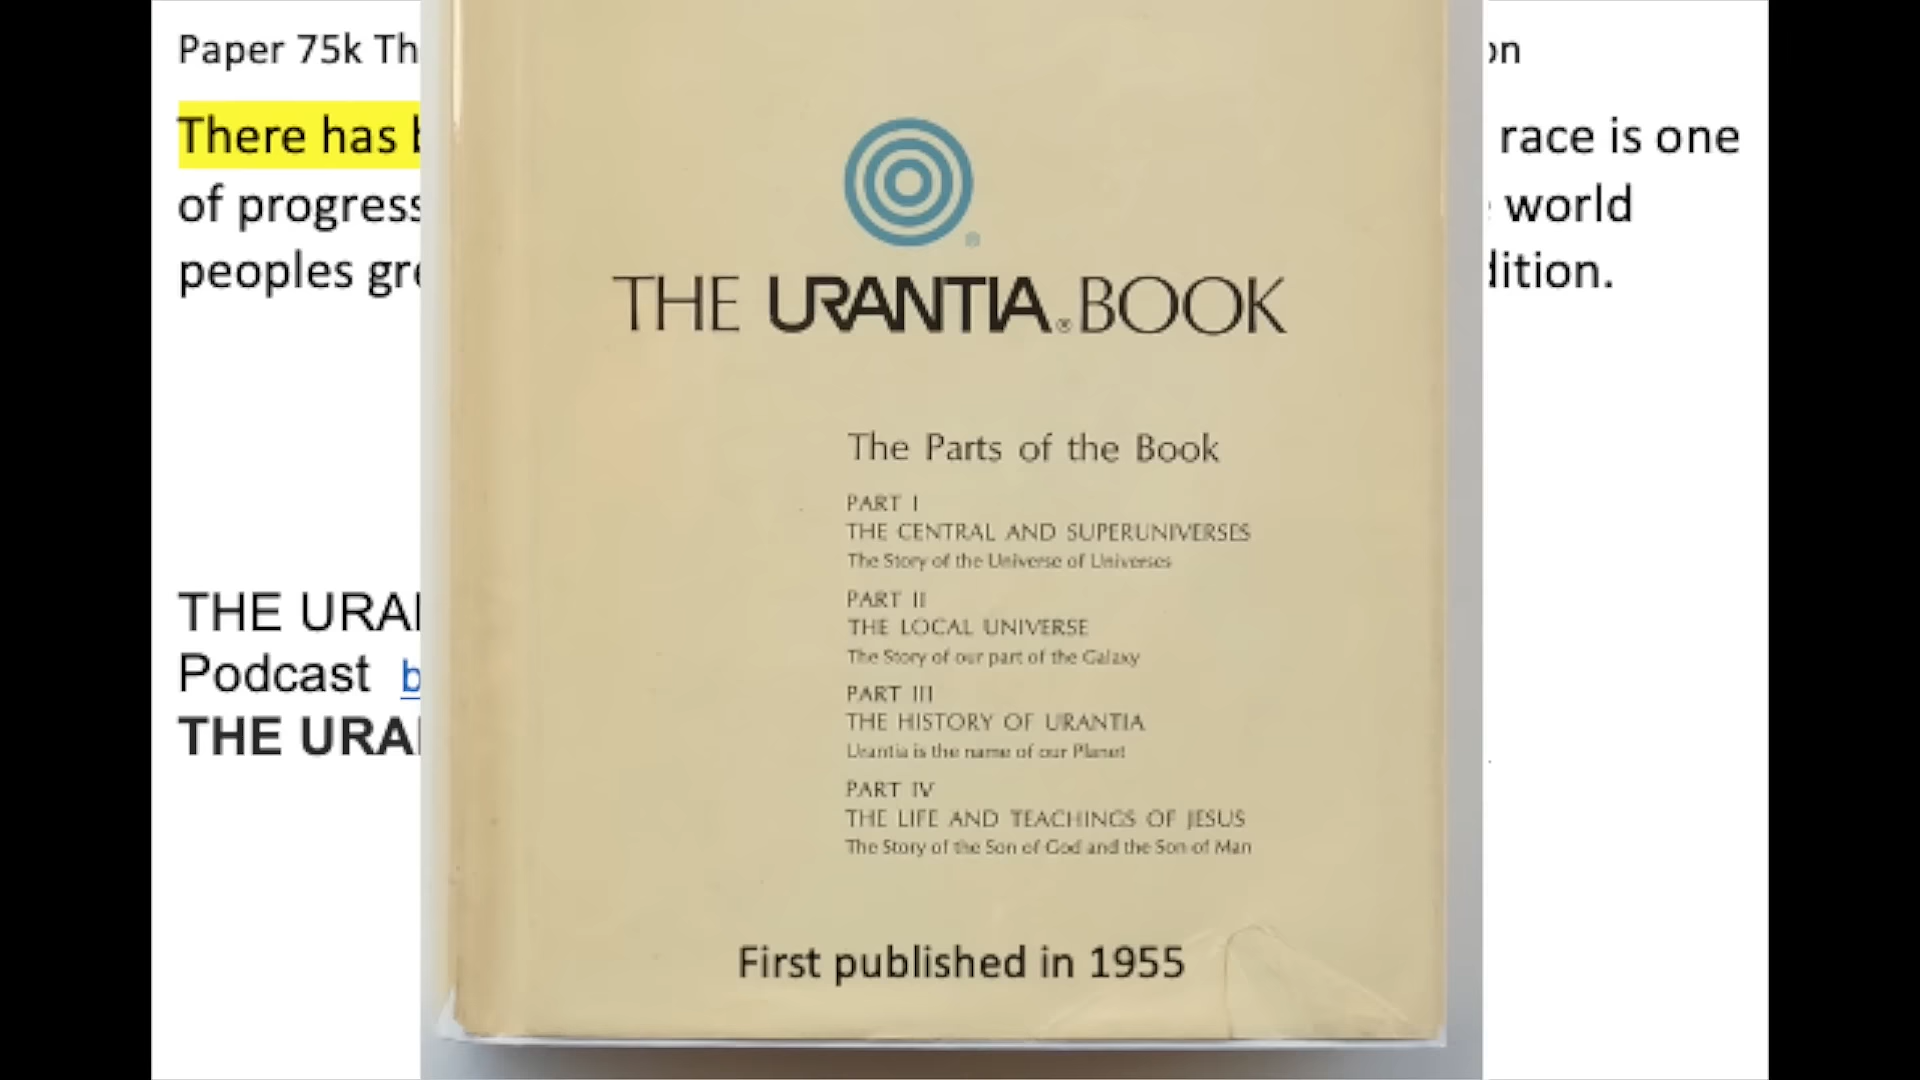 Paper 75k Th
on
There has b
race is one
of progress
world
peoples gre
dition.
THE URANTIA® BOOK
The Parts of the Book
PART I
THE CENTRAL AND SUPERUNIVERSES
The Story of the Universe of Universes
PART II
THE LOCAL UNIVERSE
The Story of our part of the Galaxy
PART III
THE HISTORY OF URANTIA
Urantia is the name of our Planet
PART IV
THE LIFE AND TEACHINGS OF JESUS
The Story of the Son of God and the Son of Man
First published in 1955
THE URAN
Podcast b
THE URA